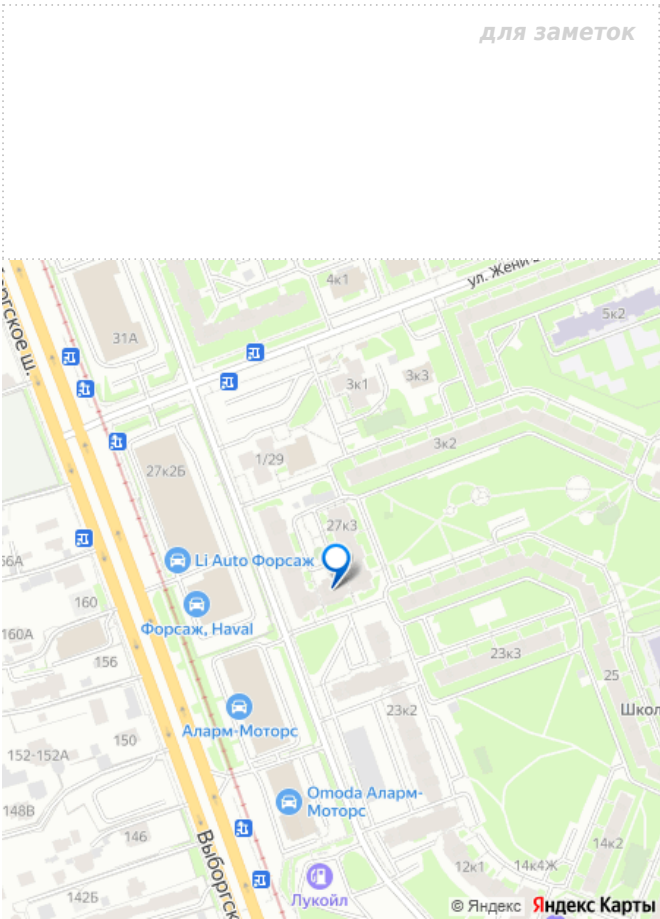 для заметок
ул. Жени
4к1
5к2
31А
ргское ш.
3к3
3к1
3к2
1/29
27к2Б
27к3
Li Auto Форсаж
160
Форсаж, Haval
160А
156
23к3
25
23к2
Школ
Аларм-Моторс
150
152-152А
Omoda Аларм-
Моторс
148В
146
Выборгск
14к2
12к1
14к4Ж
142Б
Лукойл
© Яндекс Яндекс Карты